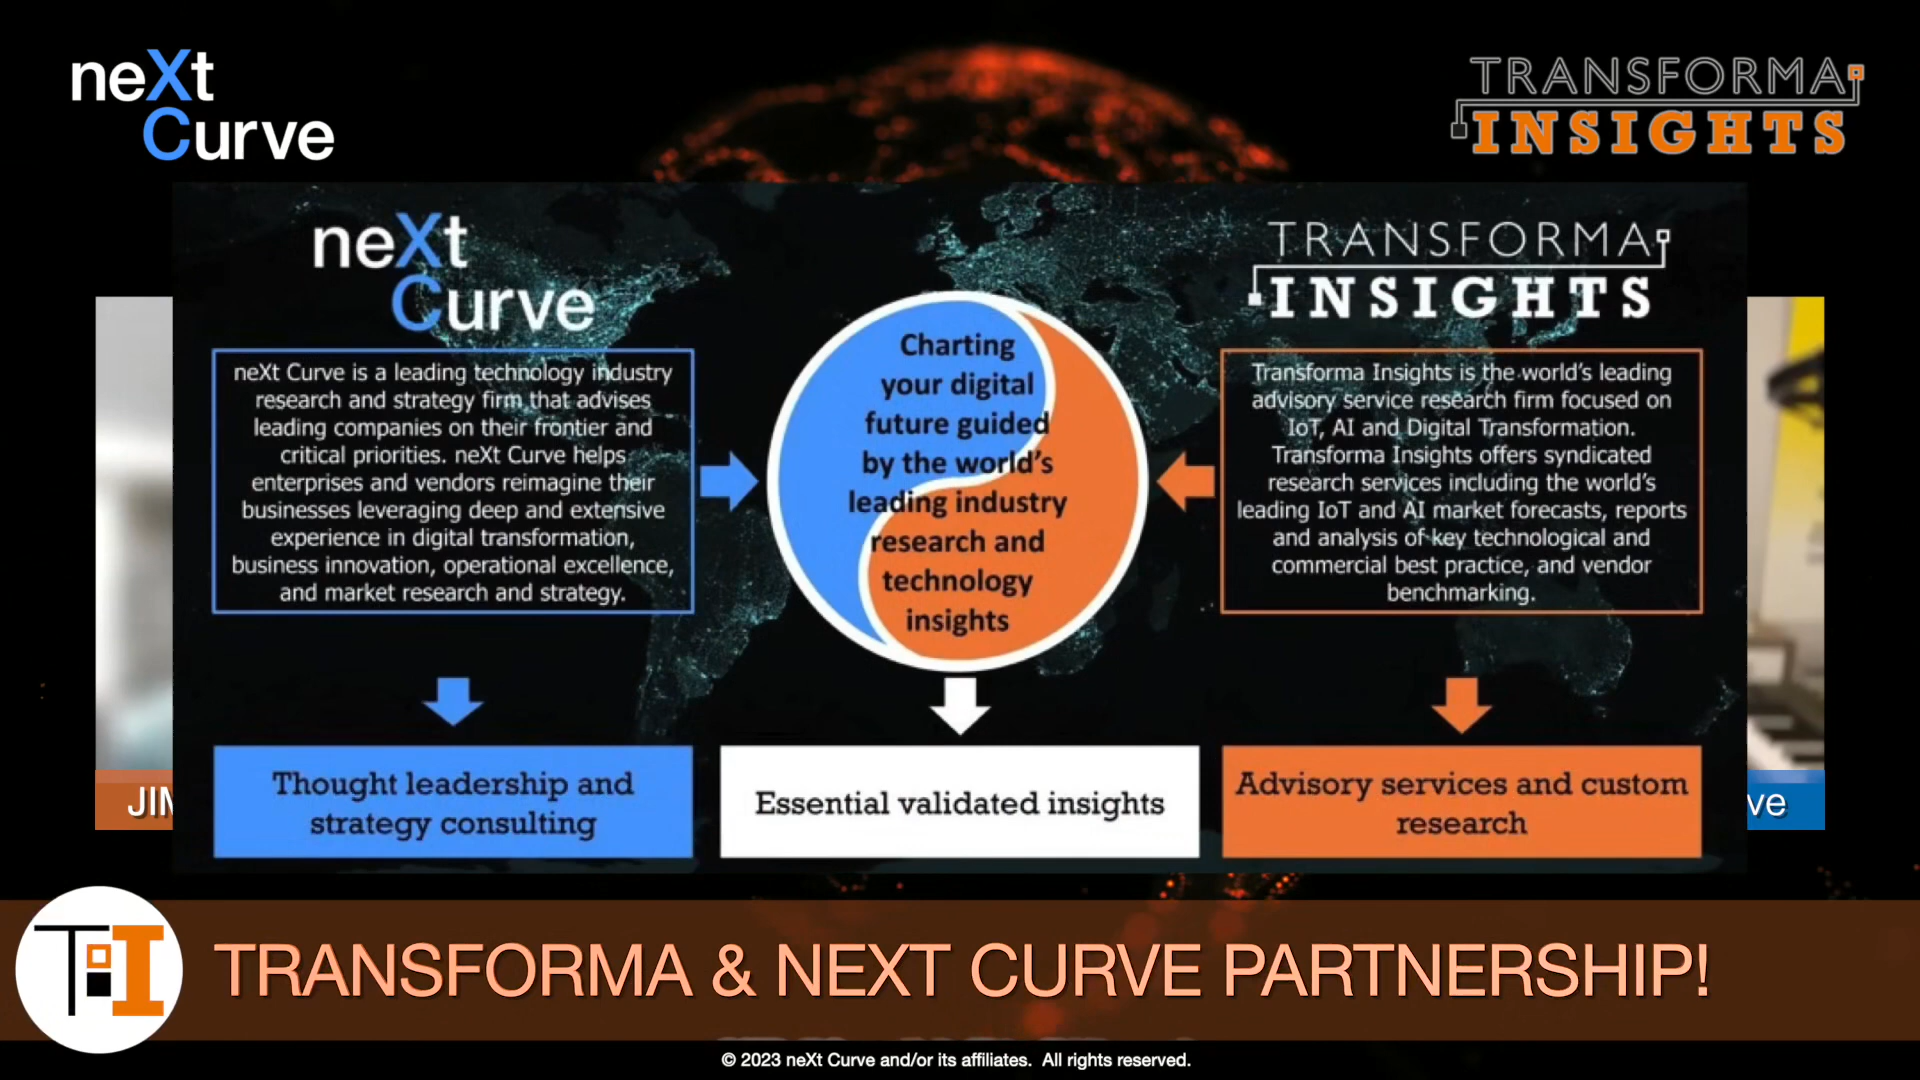 neXt
Curve
TRANSFORMA
INSIGHTS
neXt
Curve
TRANSFORMA
INSIGHTS
neXt Curve is a leading technology industry
research and strategy firm that advises
leading companies on their frontier and
critical priorities. neXt Curve helps
enterprises and vendors reimagine their
businesses leveraging deep and extensive
experience in digital transformation,
business innovation, operational excellence,
and market research and strategy.
Charting
your digital
future guided
by the world's
leading industry
research and
technology
insights
Transforma Insights is the world's leading
advisory service research firm focused on
IoT, AI and Digital Transformation.
Transforma Insights offers syndicated
research services including the world's
leading IoT and AI market forecasts, reports
and analysis of key technological and
commercial best practice, and vendor
benchmarking.
Thought leadership and
strategy consulting
Essential validated insights
Advisory services and custom
research
TI
TRANSFORMA & NEXT CURVE PARTNERSHIP!
© 2023 neXt Curve and/or its affiliates. All rights reserved.